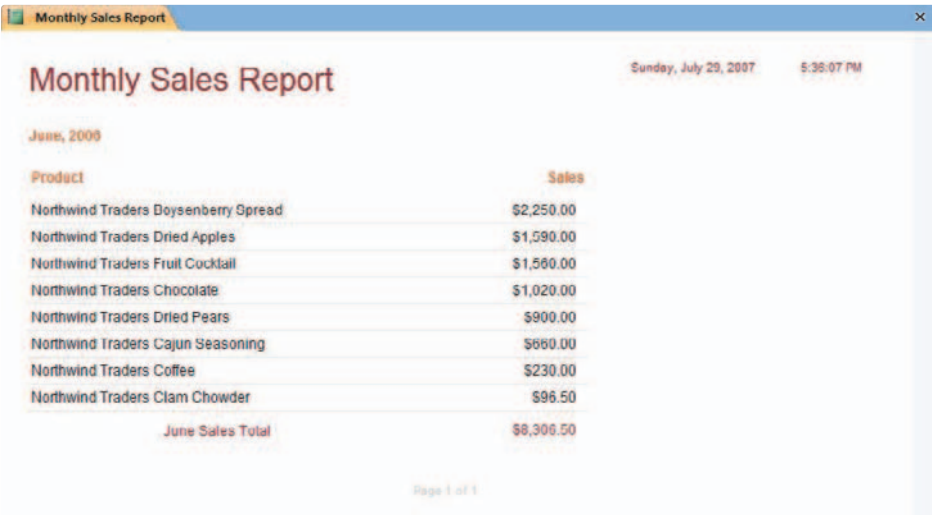 Monthly Sales Report
Monthly Sales Report
Sunday, July 29, 2007 5:36:07 PM
June, 2006
Product Sales
Northwind Traders Boysenberry Spread $2,250.00
Northwind Traders Dried Apples $1,590.00
Northwind Traders Fruit Cocktail $1,560.00
Northwind Traders Chocolate $1,020.00
Northwind Traders Dried Pears $900.00
Northwind Traders Cajun Seasoning $660.00
Northwind Traders Coffee $230.00
Northwind Traders Clam Chowder $96.50
June Sales Total $8,306.50
Page 1 of 1